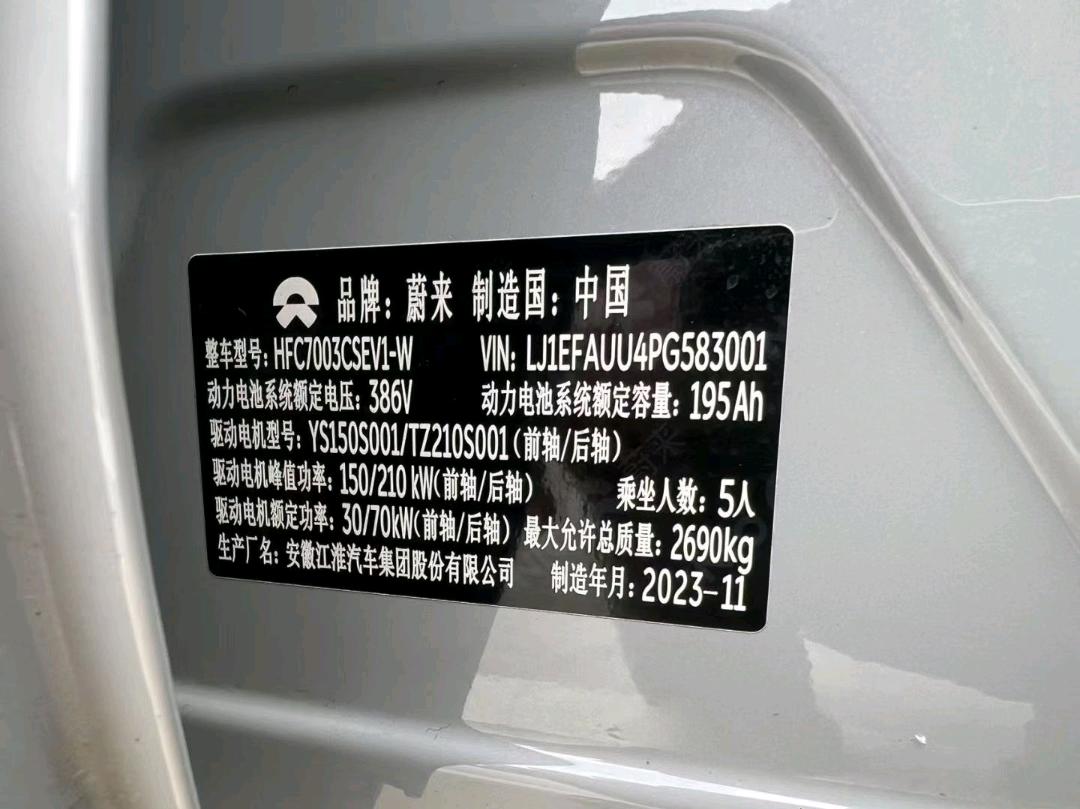 品牌：蔚来 制造国：中国
整车型号：HFC7003CSEV1-W VIN：LJ1EFAUU4PG583001
动力电池系统额定电压：386V 动力电池系统额定容量：195Ah
驱动电机型号：YS150S001/TZ210S001（前轴/后轴）
驱动电机峰值功率：150/210kW（前轴/后轴） 乘坐人数：5人
驱动电机额定功率：30/70kW（前轴/后轴） 最大允许总质量：2690kg
生产厂名：安徽江淮汽车集团股份有限公司 制造年月：2023-11